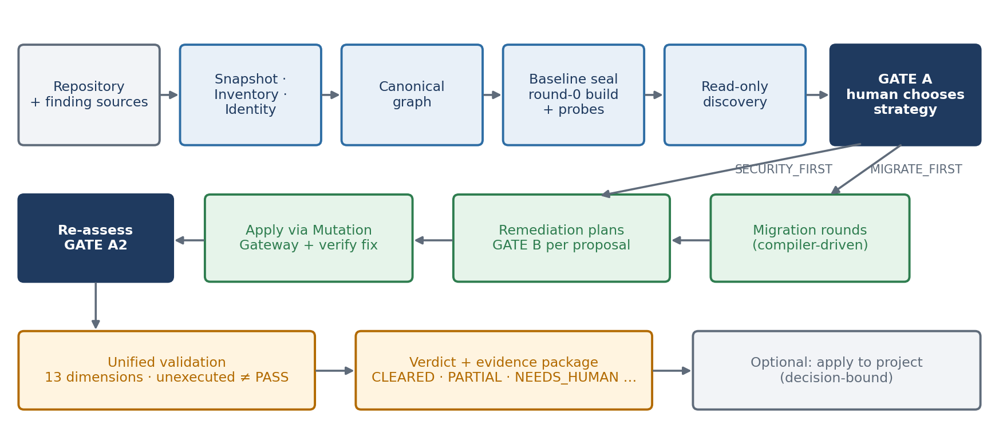 Repository
+ finding sources
Snapshot ·
Inventory ·
Identity
Canonical
graph
Baseline seal
round-0 build
+ probes
Read-only
discovery
GATE A
human chooses
strategy
SECURITY_FIRST
MIGRATE_FIRST
Re-assess
GATE A2
Apply via Mutation
Gateway + verify fix
Remediation plans
GATE B per proposal
Migration rounds
(compiler-driven)
Unified validation
13 dimensions · unexecuted ≠ PASS
Verdict + evidence package
CLEARED · PARTIAL · NEEDS_HUMAN …
Optional: apply to project
(decision-bound)